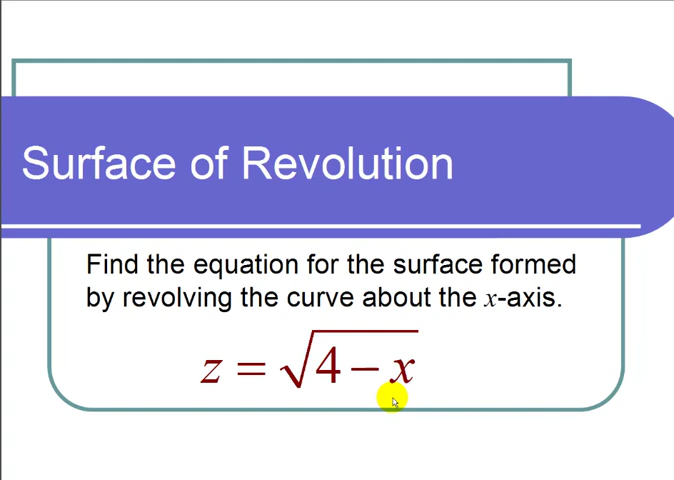 Surface of Revolution
Find the equation for the surface formed
by revolving the curve about the x-axis.
z = √(4 − x)